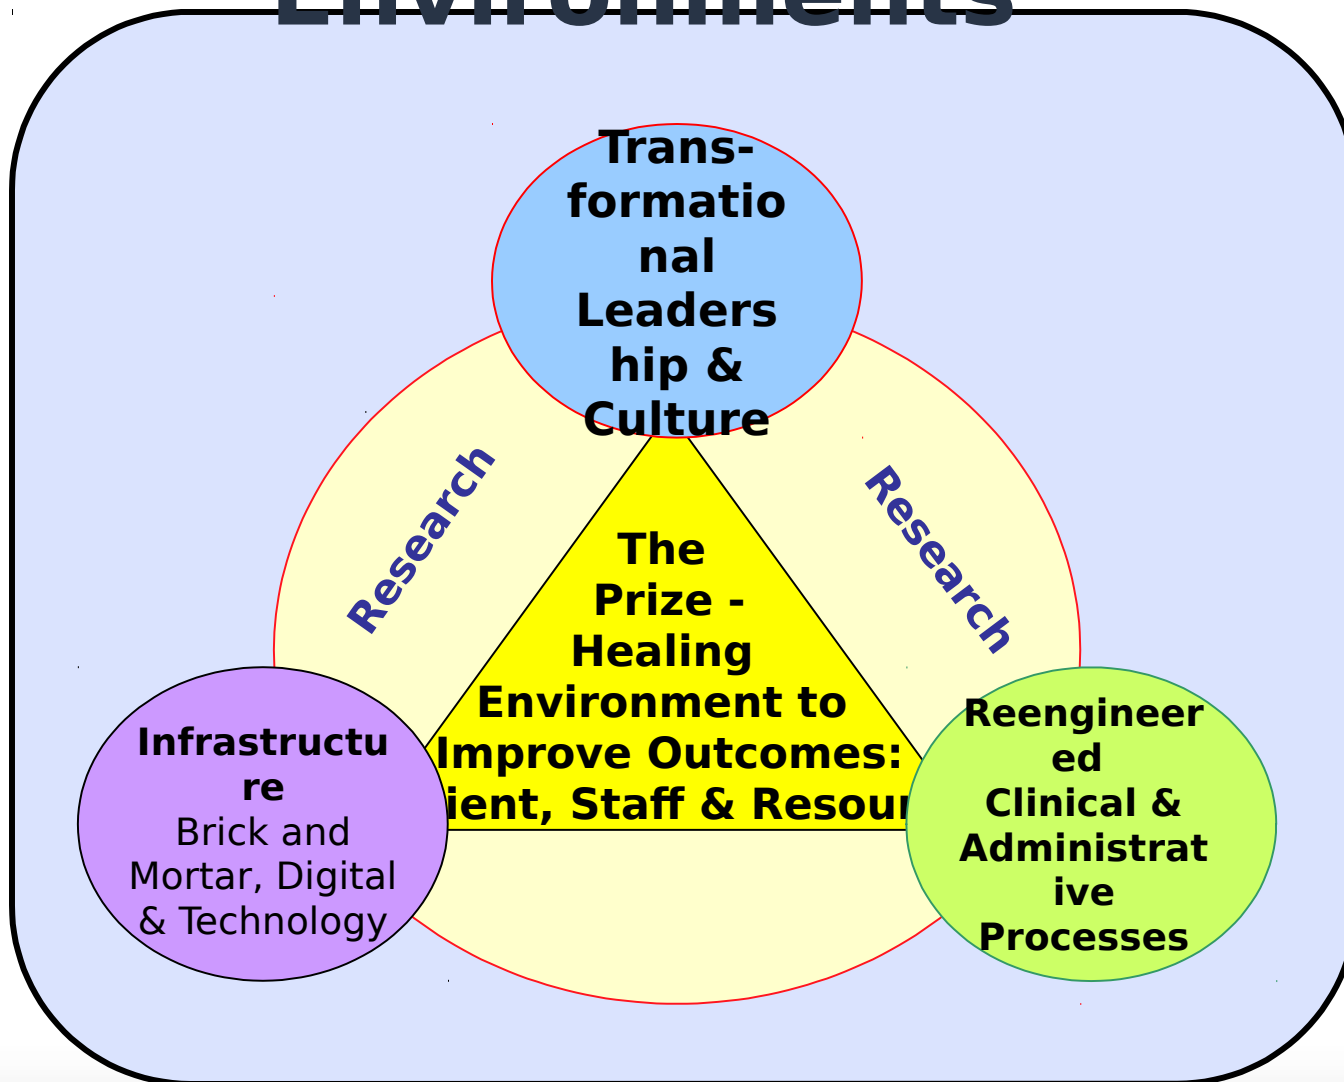 Environments
Trans-
formatio
nal
Leaders
hip &
Culture
Research
Research
The
Prize -
Healing
Environment to
Improve Outcomes:
ient, Staff & Resour
Infrastructu
re
Brick and
Mortar, Digital
& Technology
Reengineer
ed
Clinical &
Administrat
ive
Processes